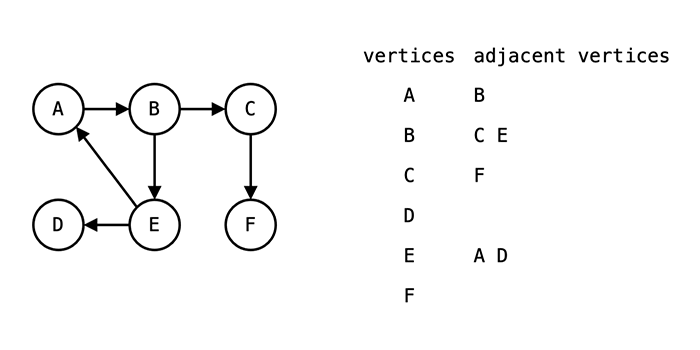 A B C
D E F
vertices adjacent vertices
A B
B C E
C F
D
E A D
F